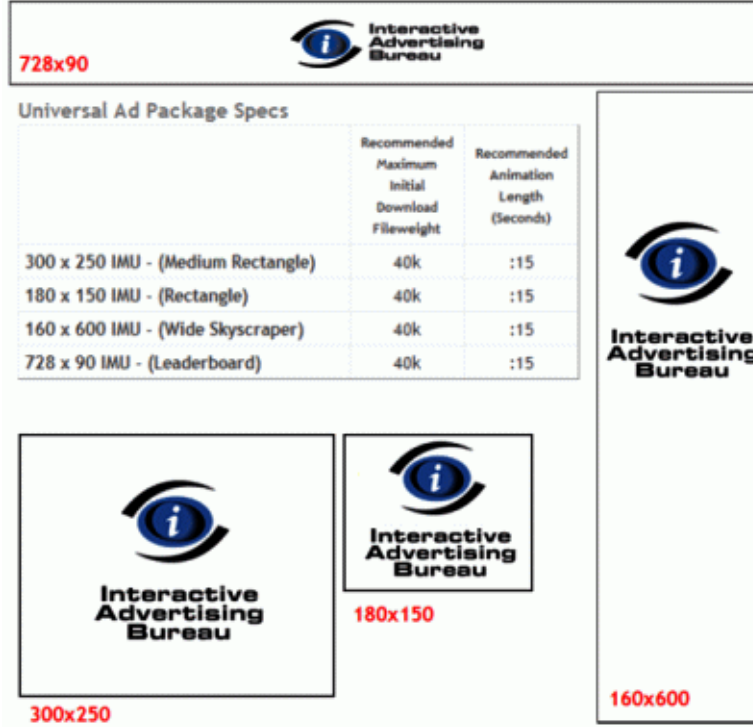 i
Interactive
Advertising
Bureau
728x90
Universal Ad Package Specs
Recommended
Maximum
Initial
Download
Fileweight
Recommended
Animation
Length
(Seconds)
300 x 250 IMU - (Medium Rectangle) 40k :15
180 x 150 IMU - (Rectangle) 40k :15
160 x 600 IMU - (Wide Skyscraper) 40k :15
728 x 90 IMU - (Leaderboard) 40k :15
i
Interactive
Advertising
Bureau
160x600
i
Interactive
Advertising
Bureau
300x250
i
Interactive
Advertising
Bureau
180x150